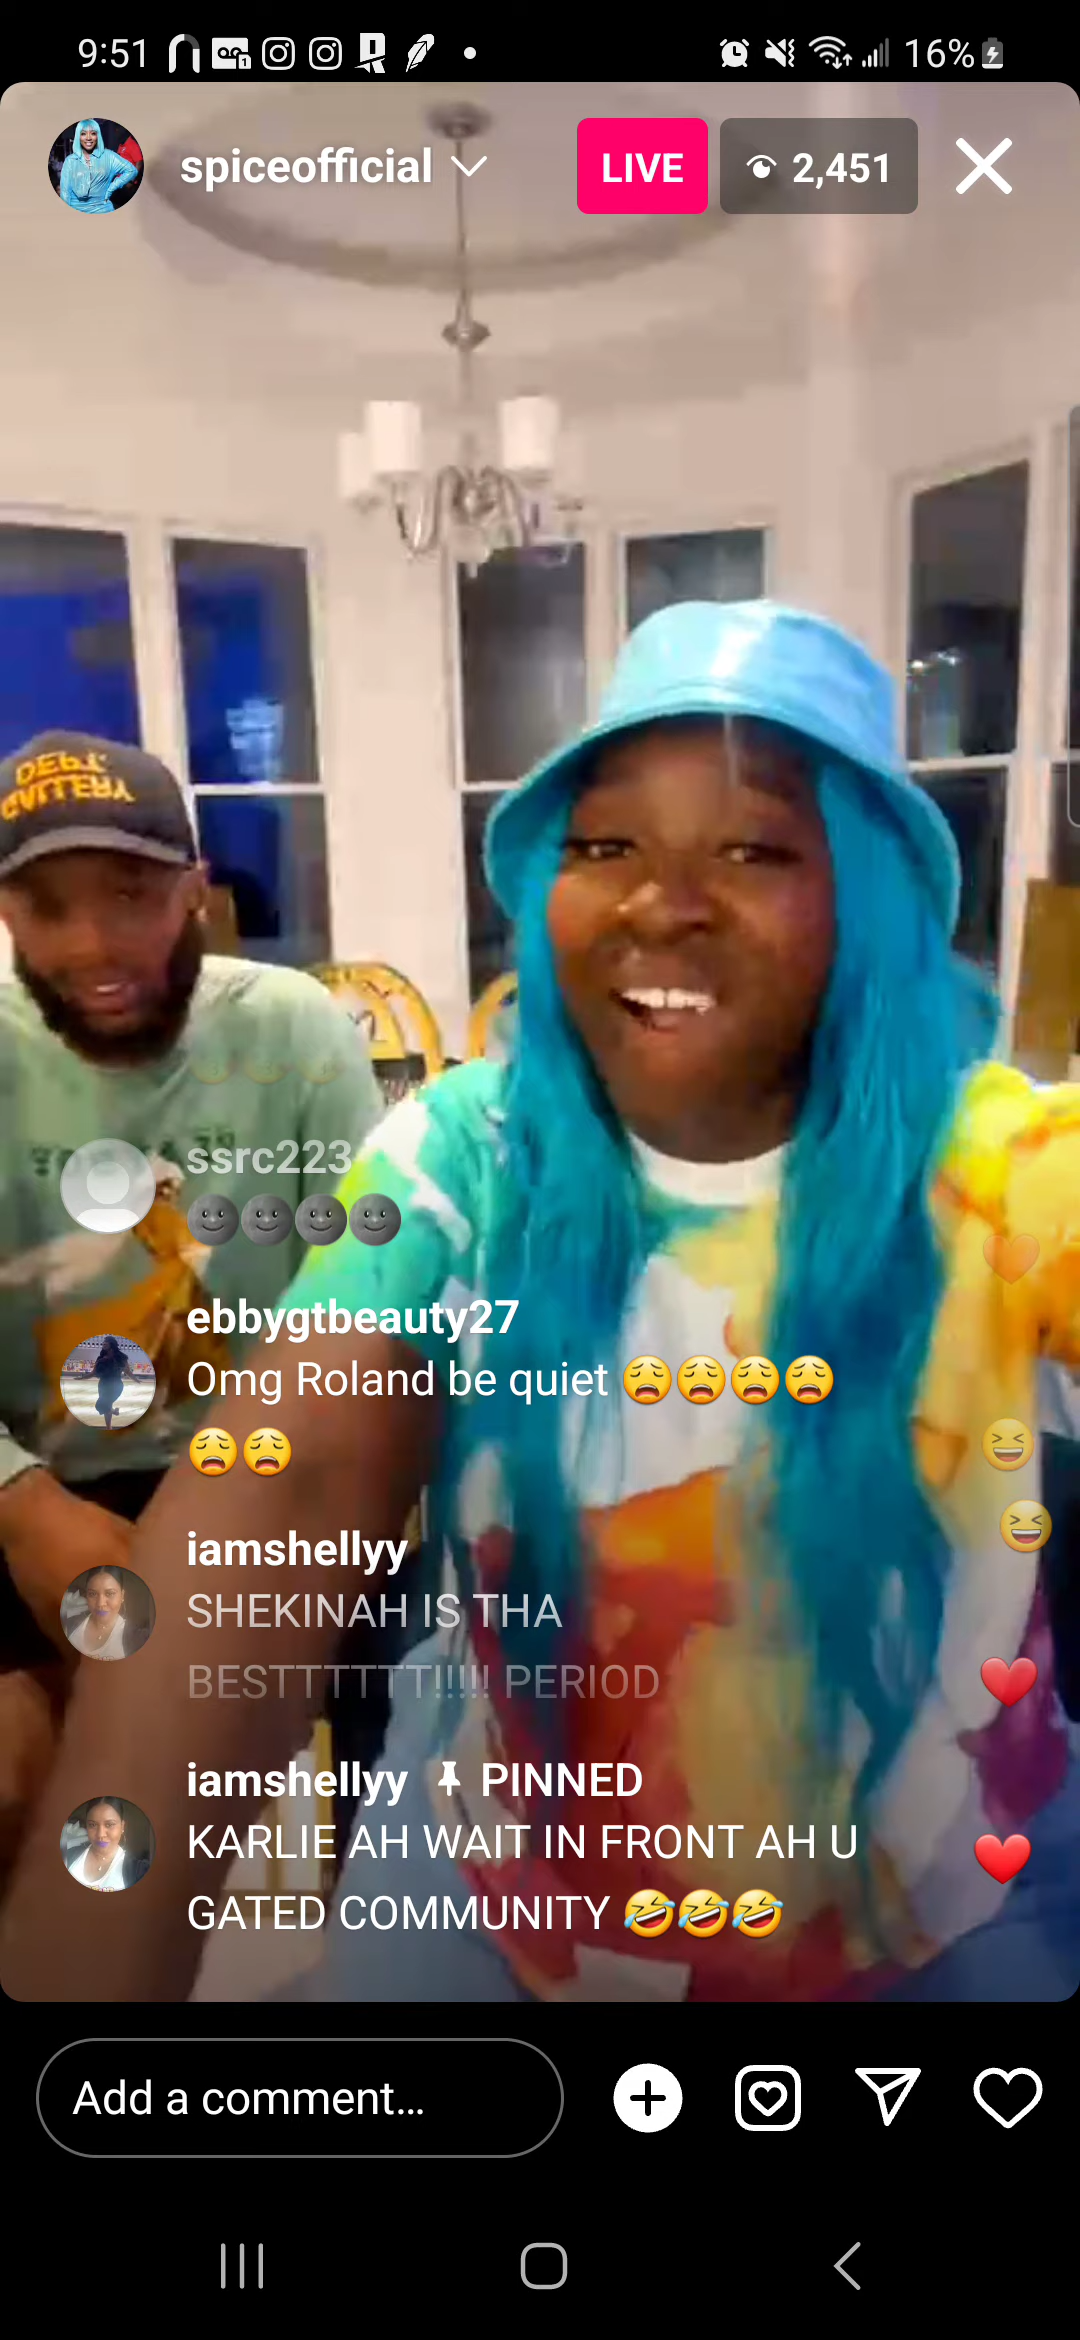 9:51
16%
spiceofficial
LIVE
2,451
ssrc223
🌚🌚🌚🌚
ebbygtbeauty27
Omg Roland be quiet 😩😩😩😩
😩😩
iamshellyy
SHEKINAH IS THA
BESTTTTTT!!!!! PERIOD
iamshellyy PINNED
KARLIE AH WAIT IN FRONT AH U
GATED COMMUNITY 🤣🤣🤣
Add a comment...